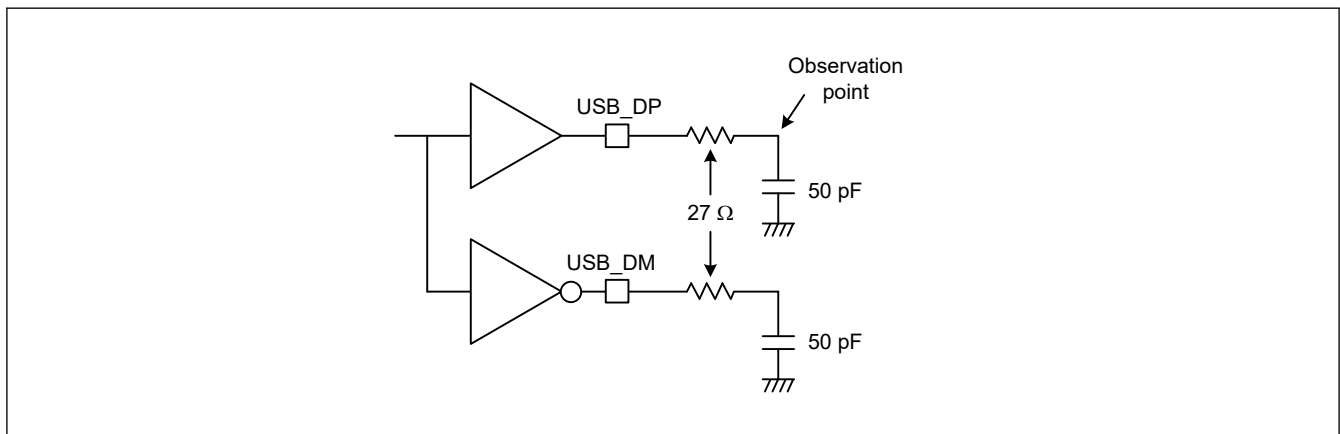 Observation
point
USB_DP
50 pF
27 Ω
USB_DM
50 pF